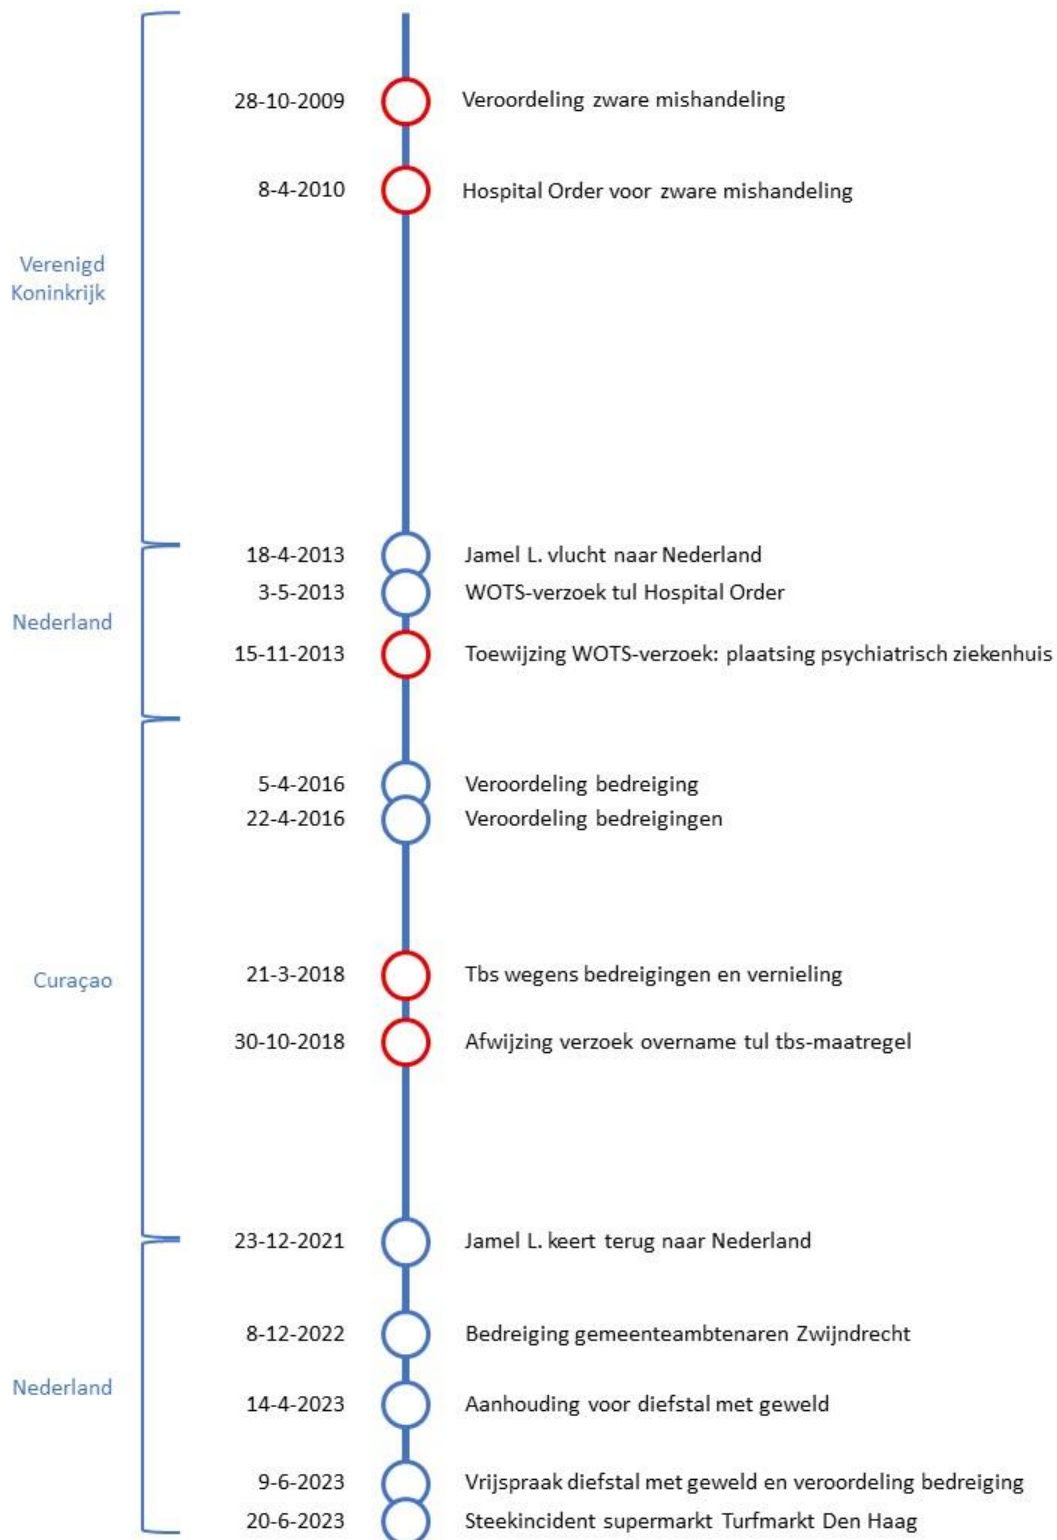 28-10-2009 Veroordeling zware mishandeling
8-4-2010 Hospital Order voor zware mishandeling
Verenigd
Koninkrijk
18-4-2013 Jamel L. vlucht naar Nederland
3-5-2013 WOTS-verzoek tul Hospital Order
Nederland
15-11-2013 Toewijzing WOTS-verzoek: plaatsing psychiatrisch ziekenhuis
5-4-2016 Veroordeling bedreiging
22-4-2016 Veroordeling bedreigingen
21-3-2018 Tbs wegens bedreigingen en vernieling
Curaçao
30-10-2018 Afwijzing verzoek overname tul tbs-maatregel
23-12-2021 Jamel L. keert terug naar Nederland
8-12-2022 Bedreiging gemeenteambtenaren Zwijndrecht
Nederland
14-4-2023 Aanhouding voor diefstal met geweld
9-6-2023 Vrijspraak diefstal met geweld en veroordeling bedreiging
20-6-2023 Steekincident supermarkt Turfmarkt Den Haag